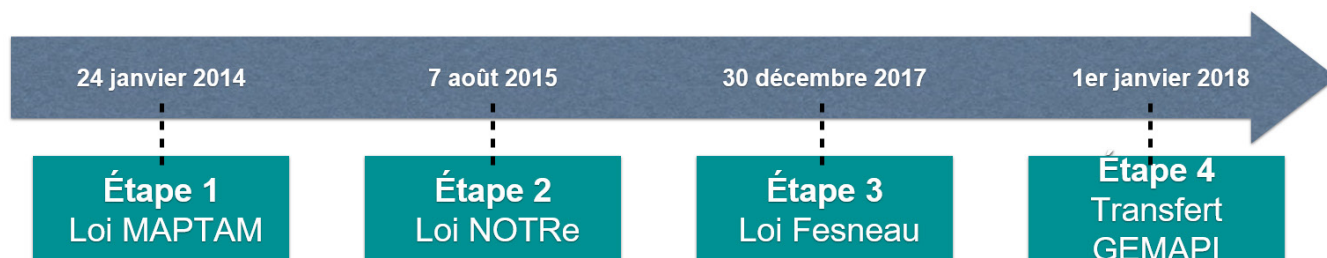 24 janvier 2014
7 août 2015
30 décembre 2017
1er janvier 2018
Étape 1
Loi MAPTAM
Étape 2
Loi NOTRe
Étape 3
Loi Fesneau
Étape 4
Transfert
GEMAPI